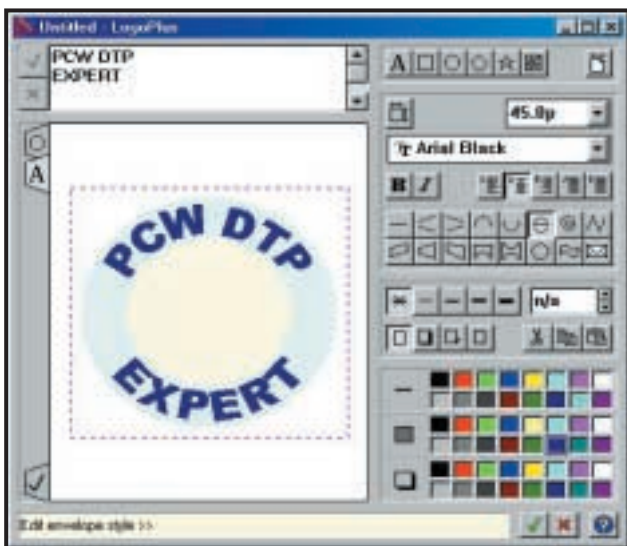 Untitled - LogoPlus
PCW DTP
EXPERT
A
45.0p
Arial Black
B I
n/a
A
PCW DTP
EXPERT
Edit envelope style >>